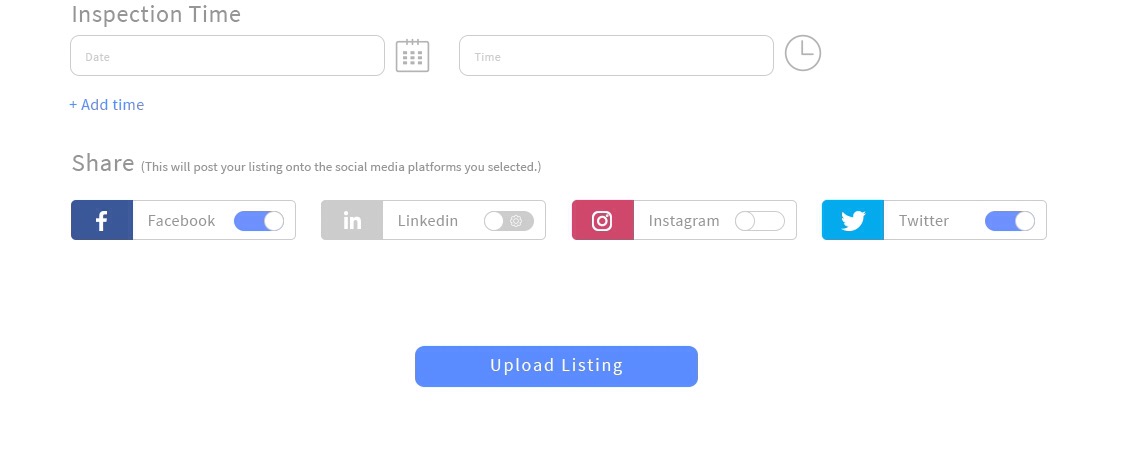 Inspection Time
Date
Time
+ Add time
Share (This will post your listing onto the social media platforms you selected.)
f Facebook in Linkedin Instagram Twitter
Upload Listing